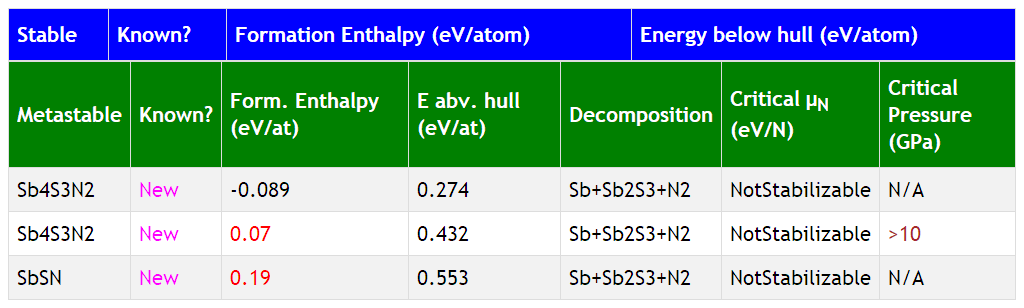 Stable Known? Formation Enthalpy (eV/atom) Energy below hull (eV/atom)
Metastable Known? Form. Enthalpy (eV/at) E abv. hull (eV/at) Decomposition Critical μN (eV/N) Critical Pressure (GPa)
Sb4S3N2 New -0.089 0.274 Sb+Sb2S3+N2 NotStabilizable N/A
Sb4S3N2 New 0.07 0.432 Sb+Sb2S3+N2 NotStabilizable >10
SbSN New 0.19 0.553 Sb+Sb2S3+N2 NotStabilizable N/A